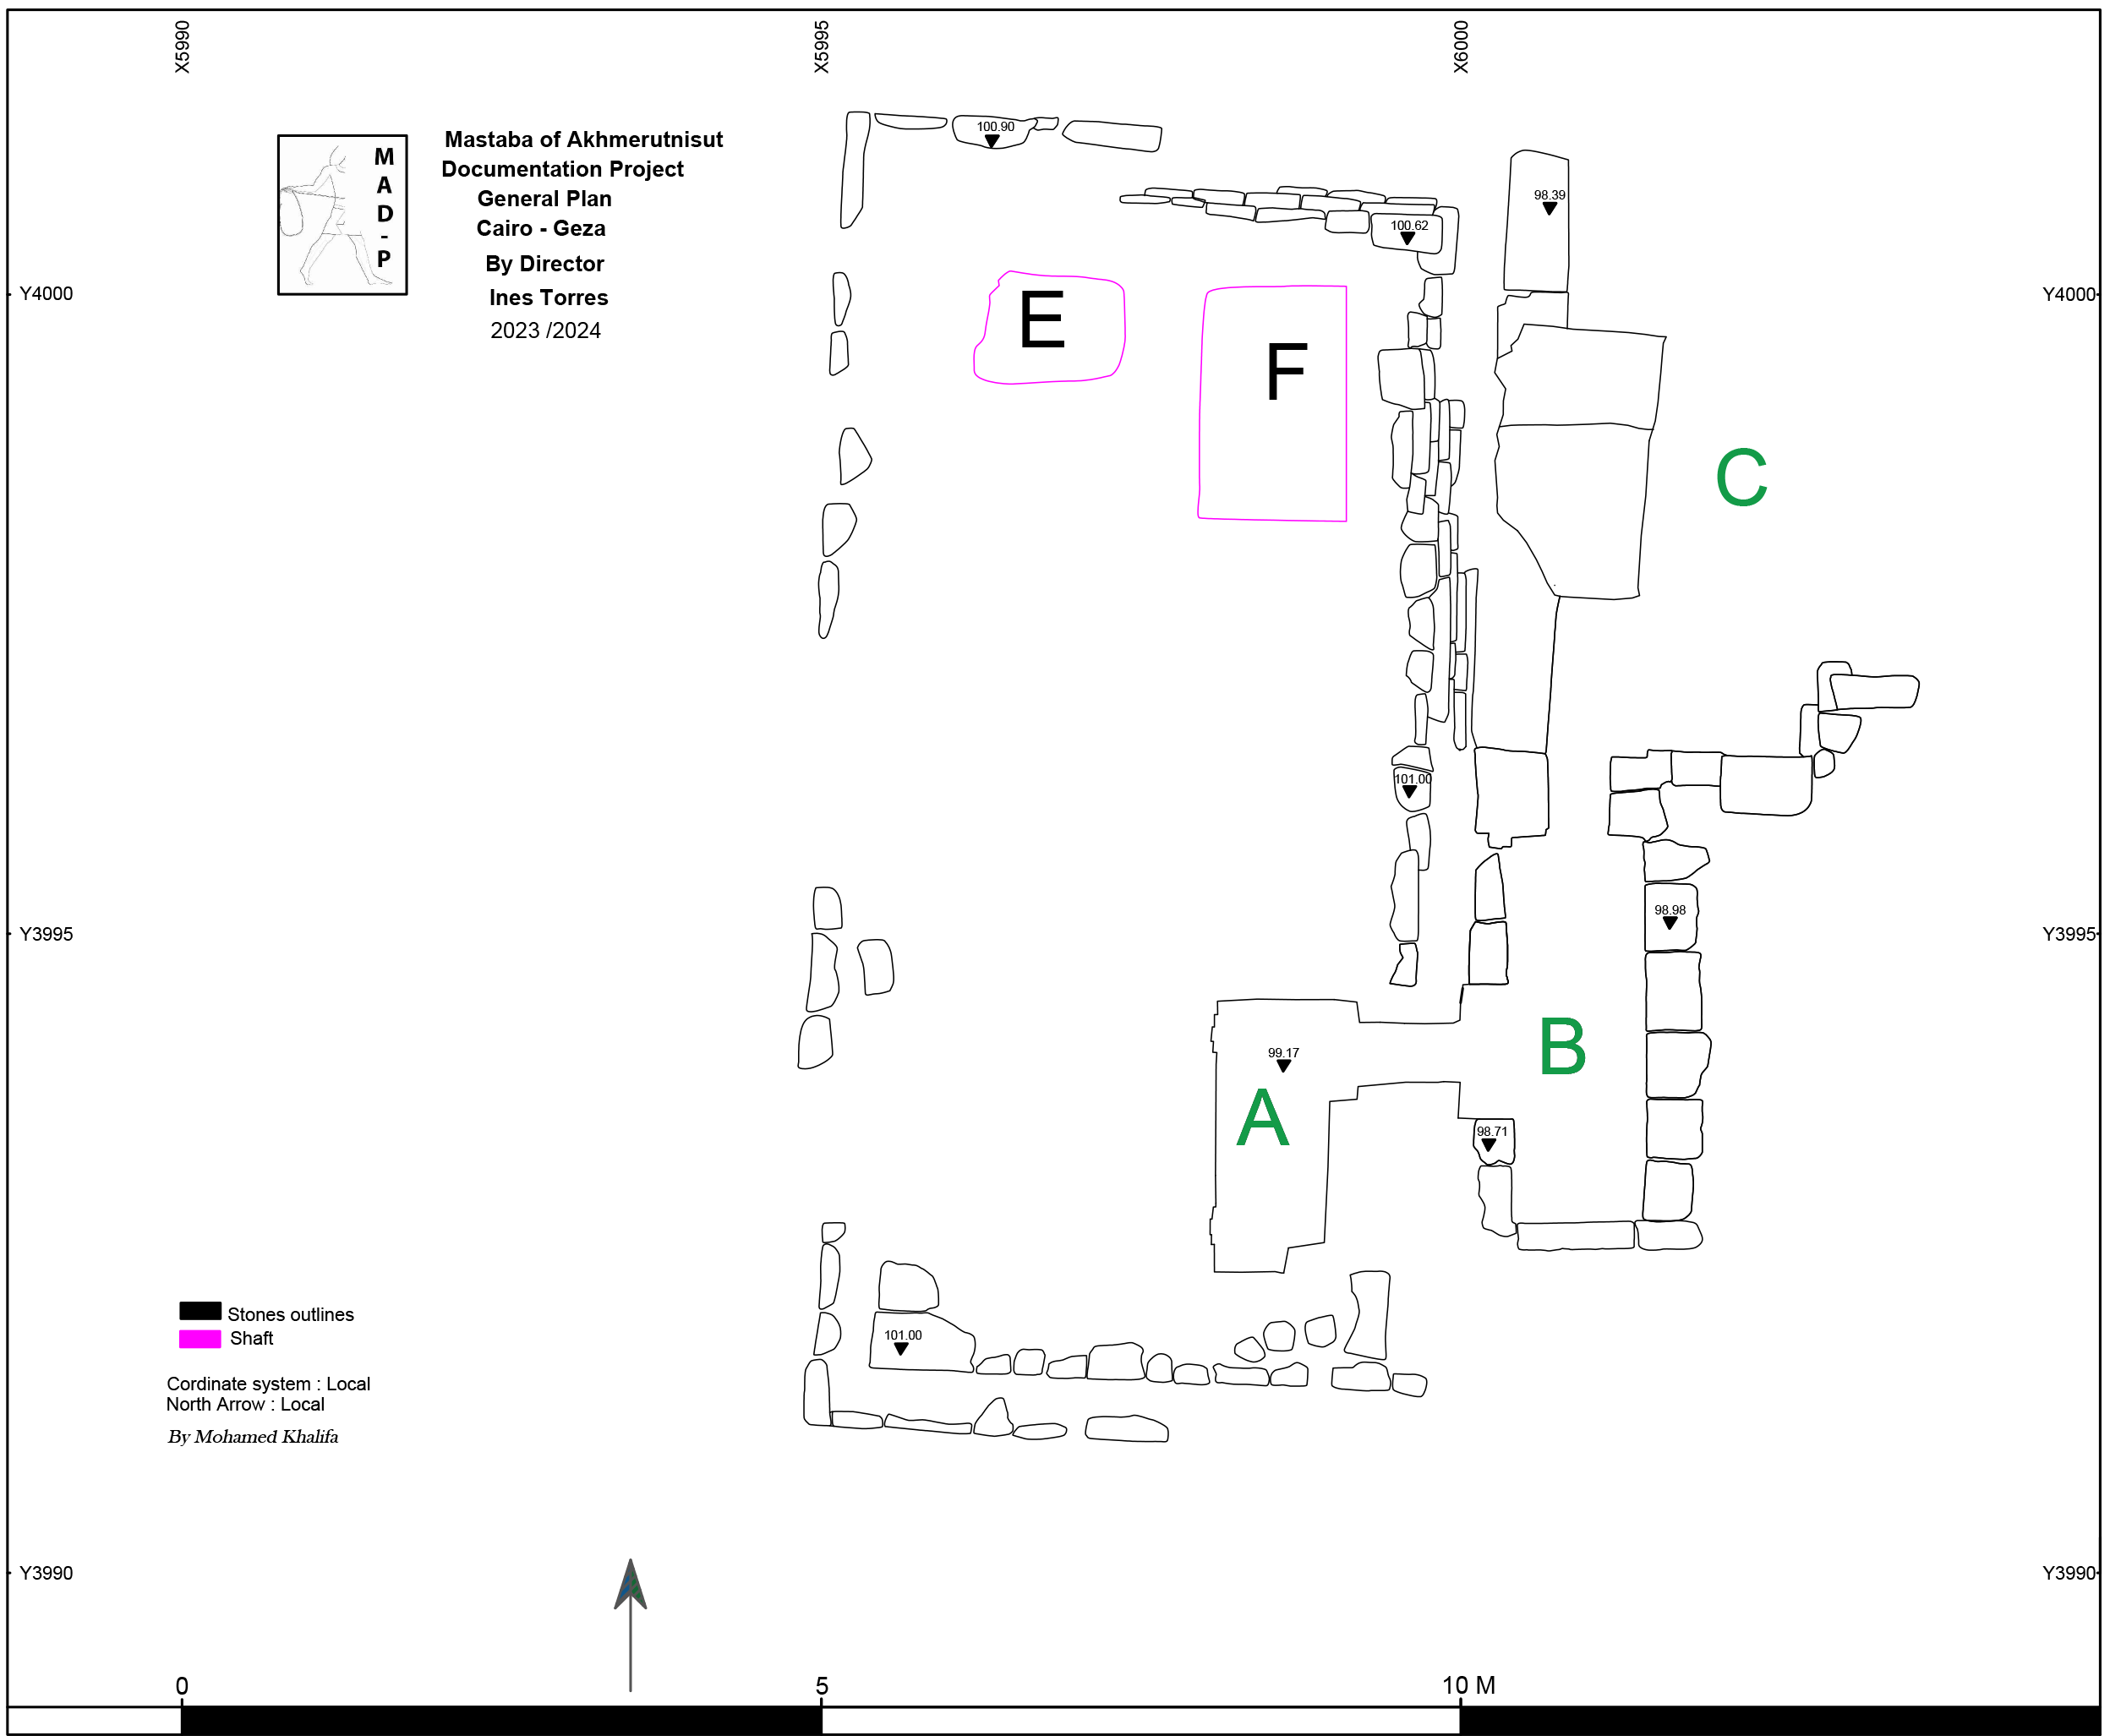 X5990
X5995
X6000
M
A
D
-
P
Mastaba of Akhmerutnisut
Documentation Project
General Plan
Cairo - Geza
By Director
Ines Torres
2023 /2024
100.90
98.39
100.62
Y4000
Y4000
E
F
C
101.00
98.98
Y3995
Y3995
B
99.17
A
98.71
101.00
Stones outlines
Shaft
Cordinate system : Local
North Arrow : Local
By Mohamed Khalifa
Y3990
Y3990
0
5
10 M